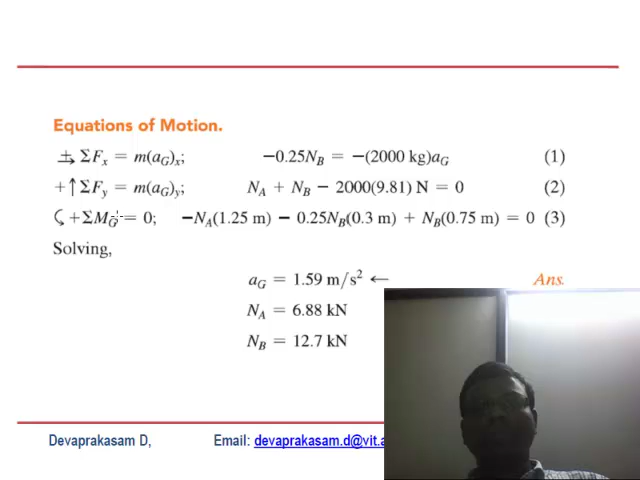 Equations of Motion.
→+ ΣFx = m(aG)x; −0.25NB = −(2000 kg)aG (1)
+↑ΣFy = m(aG)y; NA + NB − 2000(9.81) N = 0 (2)
↶+ΣMG = 0; −NA(1.25 m) − 0.25NB(0.3 m) + NB(0.75 m) = 0 (3)
Solving,
aG = 1.59 m/s² ← Ans.
NA = 6.88 kN
NB = 12.7 kN
Devaprakasam D, Email: devaprakasam.d@vit.a